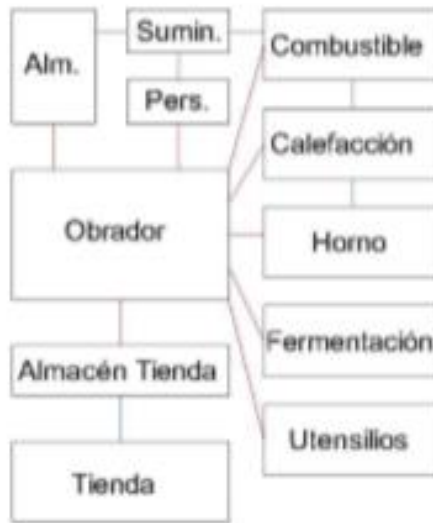 Alm.
Sumin.
Pers.
Combustible
Calefacción
Obrador
Horno
Fermentación
Almacén Tienda
Utensilios
Tienda